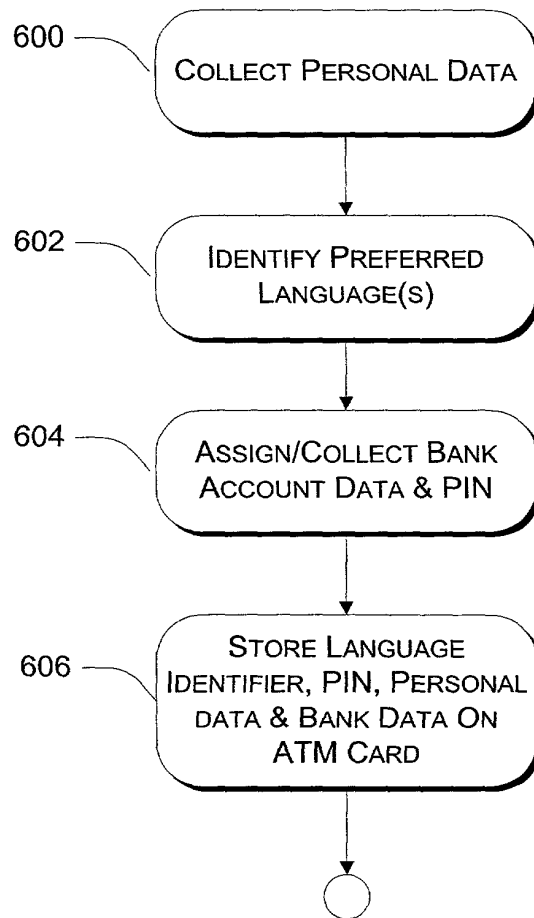 600
COLLECT PERSONAL DATA
602
IDENTIFY PREFERRED
LANGUAGE(S)
604
ASSIGN/COLLECT BANK
ACCOUNT DATA & PIN
606
STORE LANGUAGE
IDENTIFIER, PIN, PERSONAL
DATA & BANK DATA ON
ATM CARD